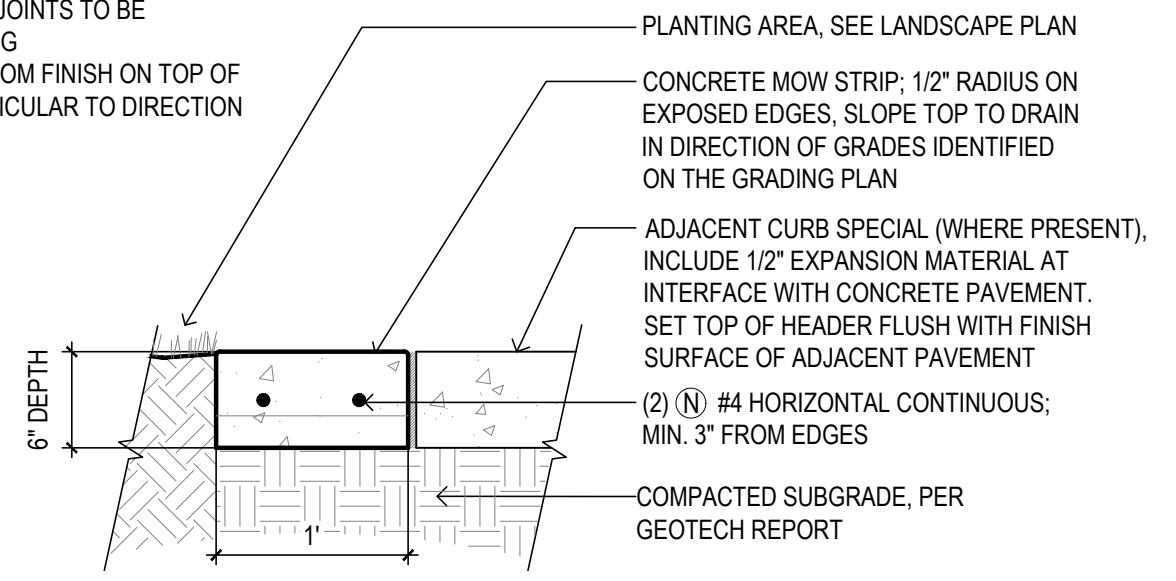 JOINTS TO BE
G
OM FINISH ON TOP OF
ICULAR TO DIRECTION
PLANTING AREA, SEE LANDSCAPE PLAN
CONCRETE MOW STRIP; 1/2" RADIUS ON
EXPOSED EDGES, SLOPE TOP TO DRAIN
IN DIRECTION OF GRADES IDENTIFIED
ON THE GRADING PLAN
ADJACENT CURB SPECIAL (WHERE PRESENT),
INCLUDE 1/2" EXPANSION MATERIAL AT
INTERFACE WITH CONCRETE PAVEMENT.
SET TOP OF HEADER FLUSH WITH FINISH
SURFACE OF ADJACENT PAVEMENT
(2) Ⓝ #4 HORIZONTAL CONTINUOUS;
MIN. 3" FROM EDGES
COMPACTED SUBGRADE, PER
GEOTECH REPORT
6" DEPTH
1'